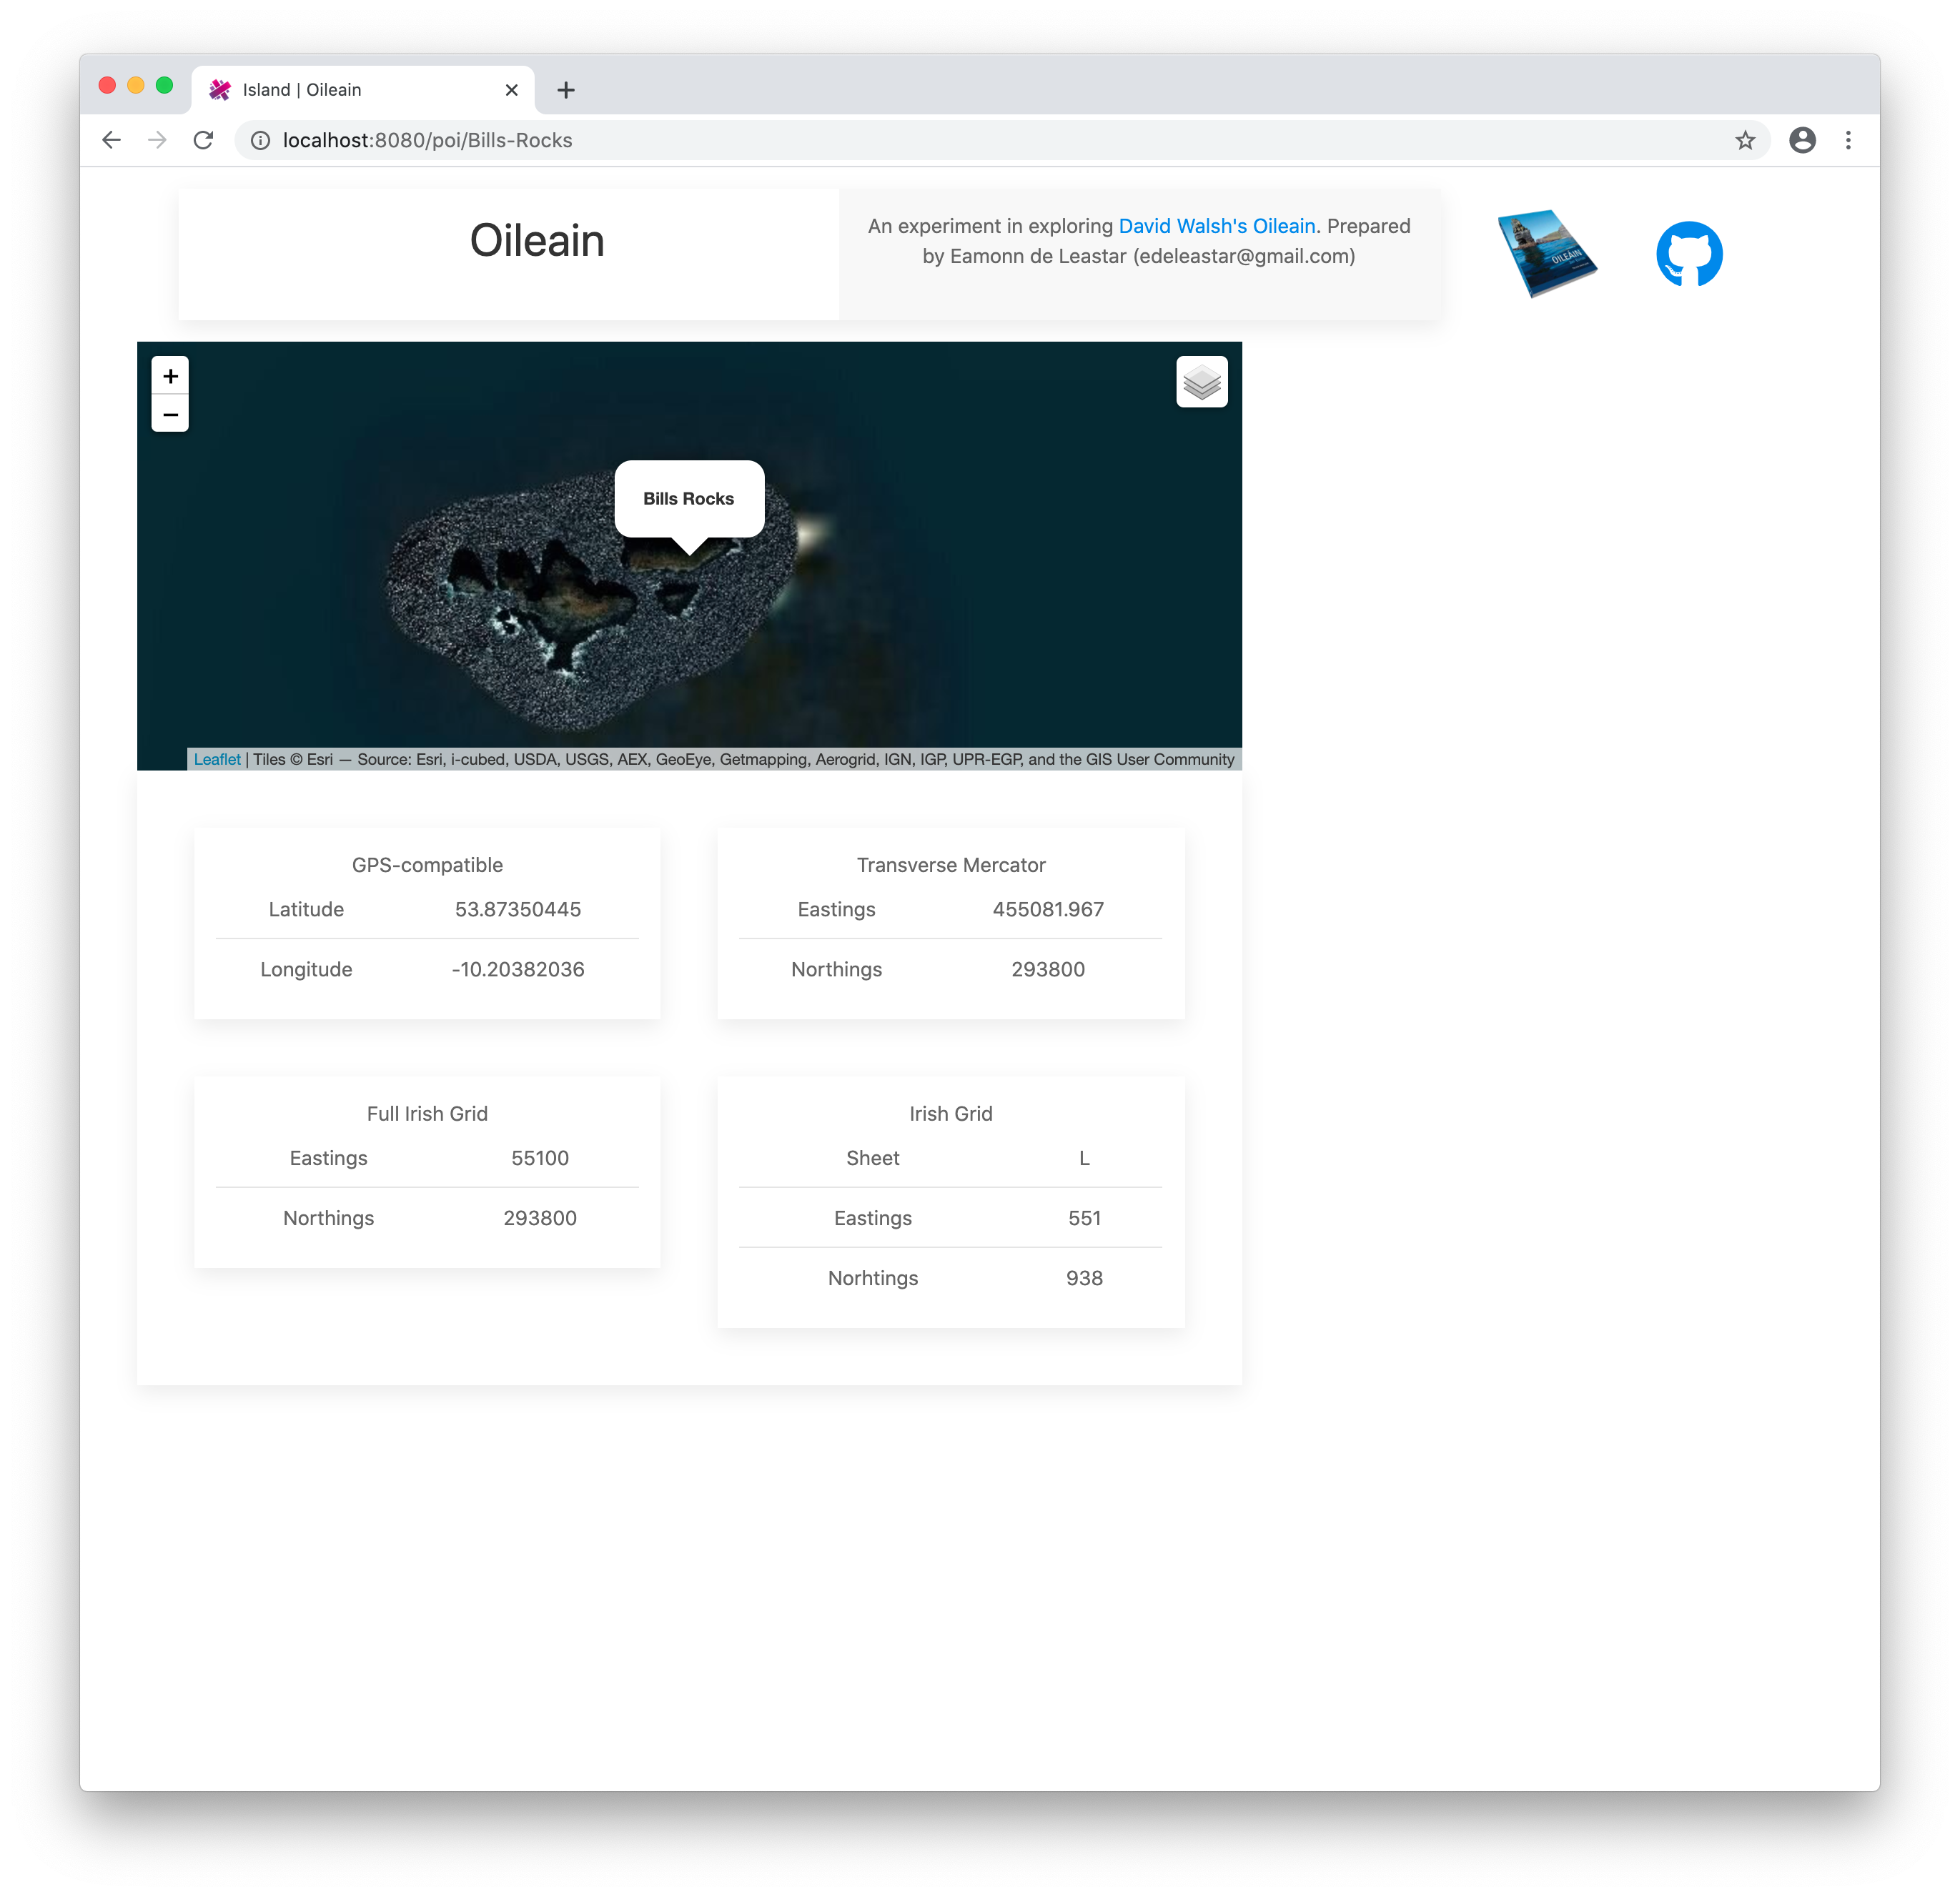 Island | Oileain
localhost:8080/poi/Bills-Rocks
Oileain
An experiment in exploring David Walsh's Oileain. Prepared
by Eamonn de Leastar (edeleastar@gmail.com)
OILEAIN
+
−
Bills Rocks
Leaflet | Tiles © Esri — Source: Esri, i-cubed, USDA, USGS, AEX, GeoEye, Getmapping, Aerogrid, IGN, IGP, UPR-EGP, and the GIS User Community
GPS-compatible
Latitude 53.87350445
Longitude -10.20382036
Transverse Mercator
Eastings 455081.967
Northings 293800
Full Irish Grid
Eastings 55100
Northings 293800
Irish Grid
Sheet L
Eastings 551
Norhtings 938